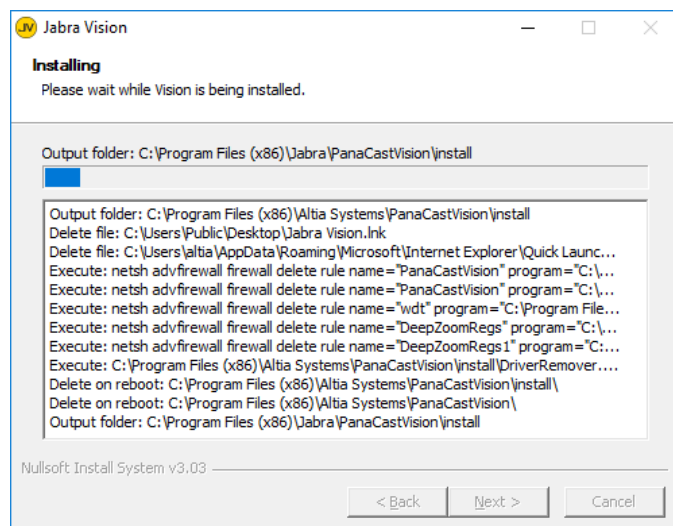 JV Jabra Vision
Installing
Please wait while Vision is being installed.
Output folder: C:\Program Files (x86)\Jabra\PanaCastVision\install
Output folder: C:\Program Files (x86)\Altia Systems\PanaCastVision\install
Delete file: C:\Users\Public\Desktop\Jabra Vision.lnk
Delete file: C:\Users\altia\AppData\Roaming\Microsoft\Internet Explorer\Quick Launc...
Execute: netsh advfirewall firewall delete rule name="PanaCastVision" program="C:\...
Execute: netsh advfirewall firewall delete rule name="PanaCastVision" program="C:\...
Execute: netsh advfirewall firewall delete rule name="wdt" program="C:\Program File...
Execute: netsh advfirewall firewall delete rule name="DeepZoomRegs" program="C:\...
Execute: netsh advfirewall firewall delete rule name="DeepZoomRegs1" program="C:...
Execute: C:\Program Files (x86)\Altia Systems\PanaCastVision\install\DriverRemover....
Delete on reboot: C:\Program Files (x86)\Altia Systems\PanaCastVision\install\
Delete on reboot: C:\Program Files (x86)\Altia Systems\PanaCastVision\
Output folder: C:\Program Files (x86)\Jabra\PanaCastVision\install
Nullsoft Install System v3.03
< Back Next > Cancel